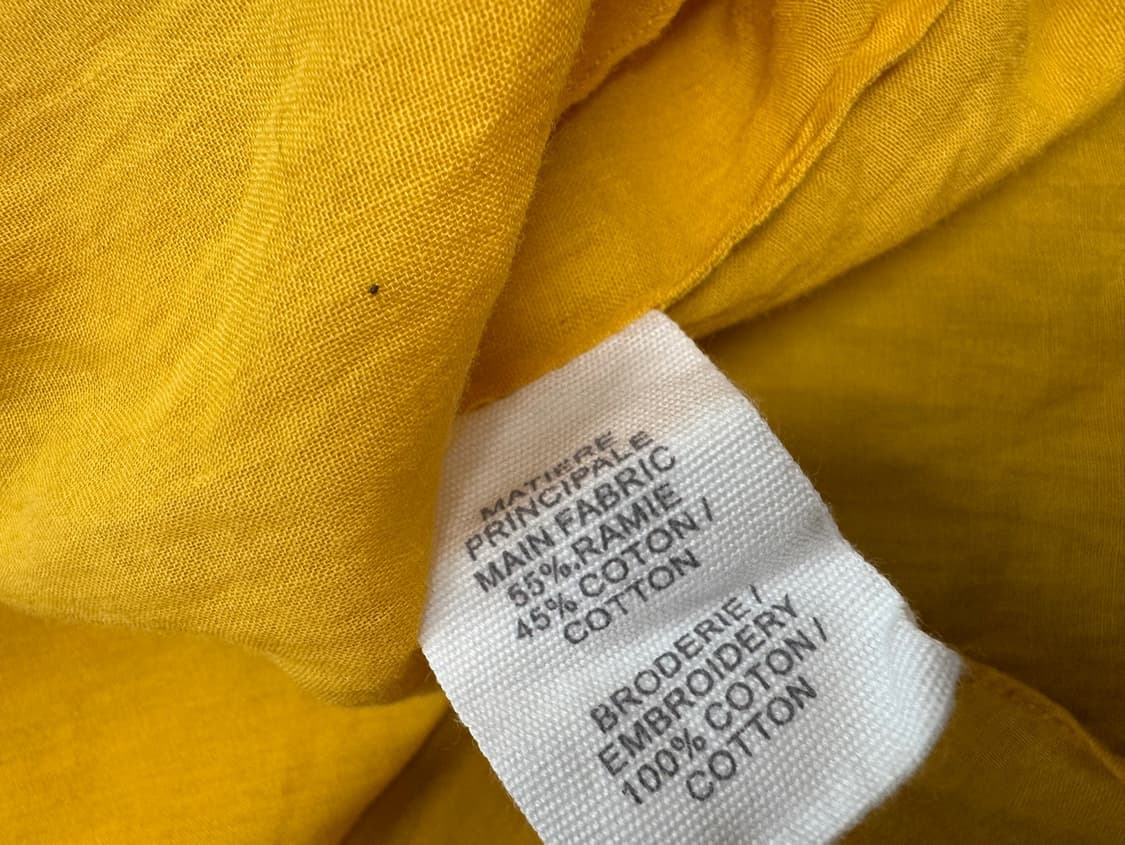 MATIERE
PRINCIPALE
MAIN FABRIC
55%.RAMIE
45% COTON /
COTTON
BRODERIE /
EMBROIDERY
100% COTON /
COTTON